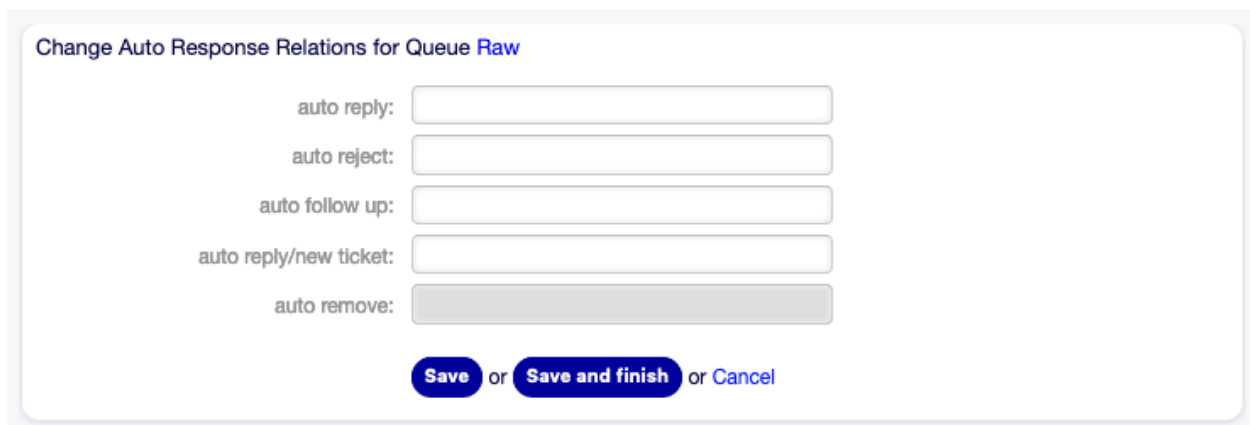 Change Auto Response Relations for Queue Raw
auto reply:
auto reject:
auto follow up:
auto reply/new ticket:
auto remove:
Save or Save and finish or Cancel